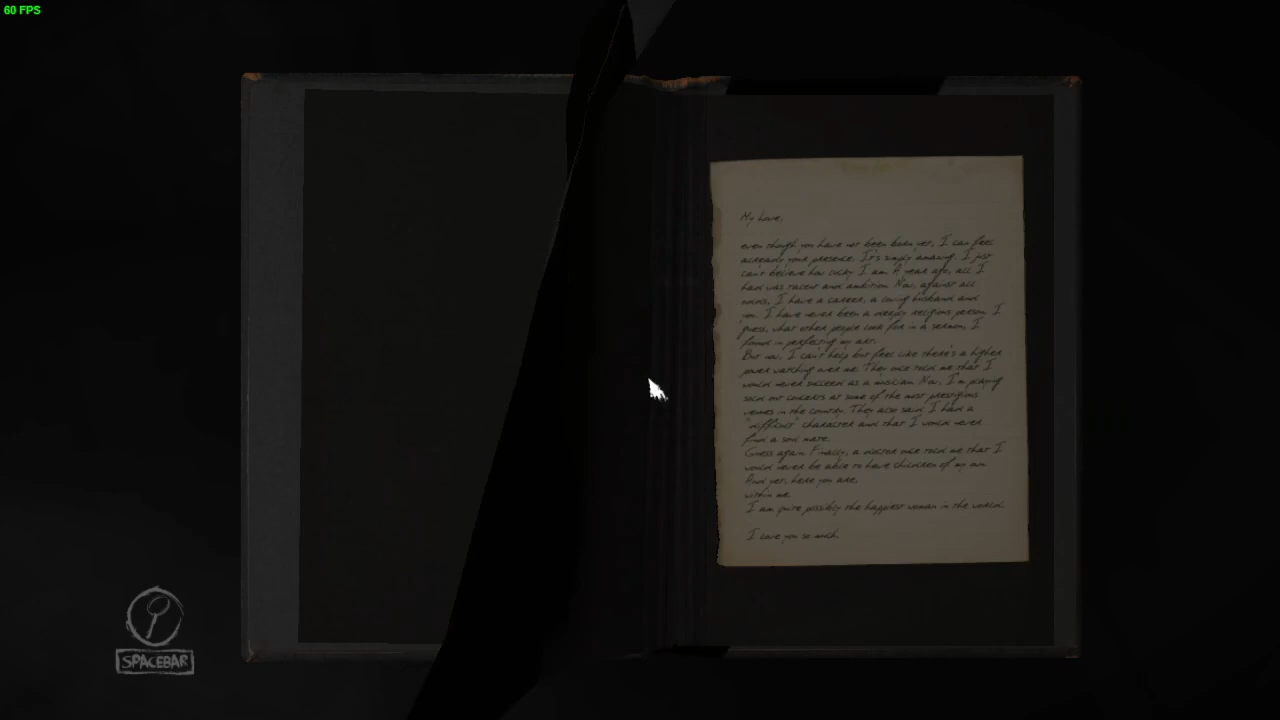 60 FPS
My love,
even though you have not been born yet, I can feel
already your presence. It's simply amazing. I just
can't believe how lucky I am. A year ago, all I
had was talent and ambition. Now, against all
odds, I have a career, a loving husband and
you. I have never been a deeply religious person. I
guess, what other people look for in a sermon, I
found in perfecting my art.
But now, I can't help but feel like there's a higher
power watching over me. They once told me that I
would never succeed as a musician. Now, I'm playing
sold out concerts at some of the most prestigious
venues in the country. They also said I had a
"difficult" character and that I would never
find a soul mate.
Guess again. Finally, a doctor once told me that I
would never be able to have children of my own.
And yet, here you are,
within me.
I am quite possibly the happiest woman in the world.
I love you so much.
SPACEBAR